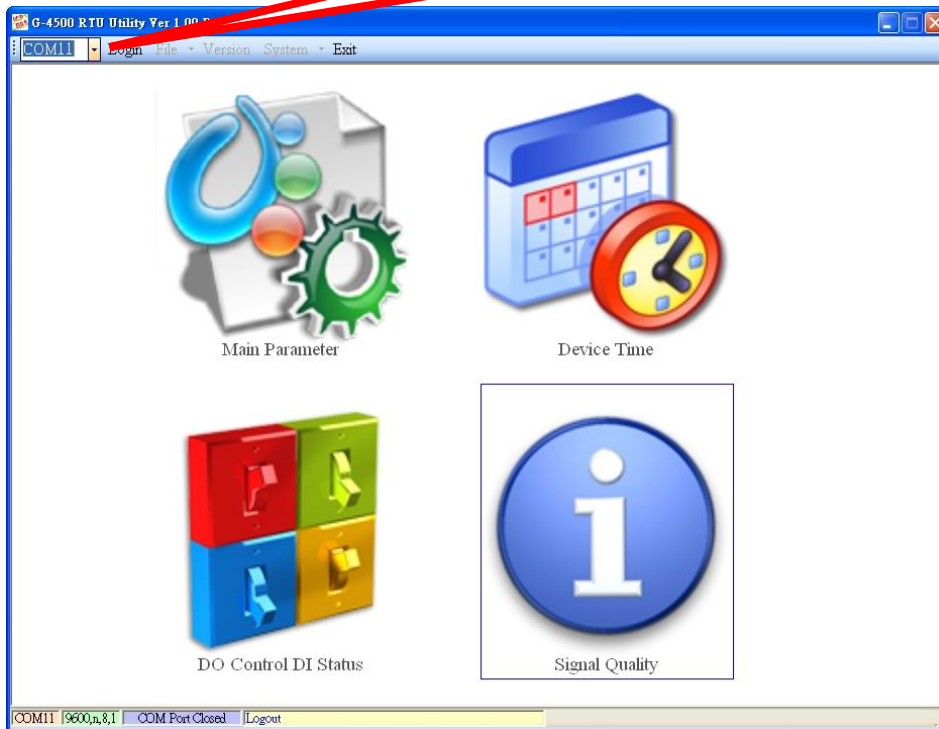 G-4500 RTU Utility Ver 1.00
COM11 Login File Version System Exit
Main Parameter
Device Time
DO Control DI Status
Signal Quality
COM11 9600,n,8,1 COM Port Closed Logout